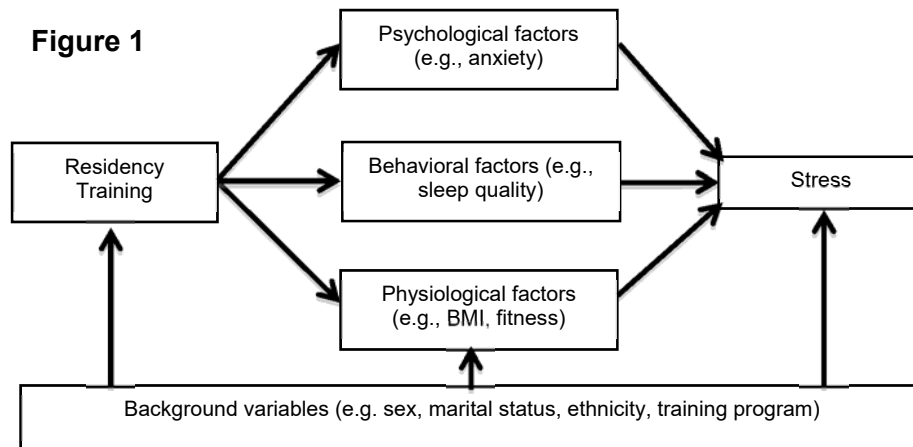 Figure 1
Psychological factors
(e.g., anxiety)
Residency
Training
Behavioral factors (e.g.,
sleep quality)
Stress
Physiological factors
(e.g., BMI, fitness)
Background variables (e.g. sex, marital status, ethnicity, training program)